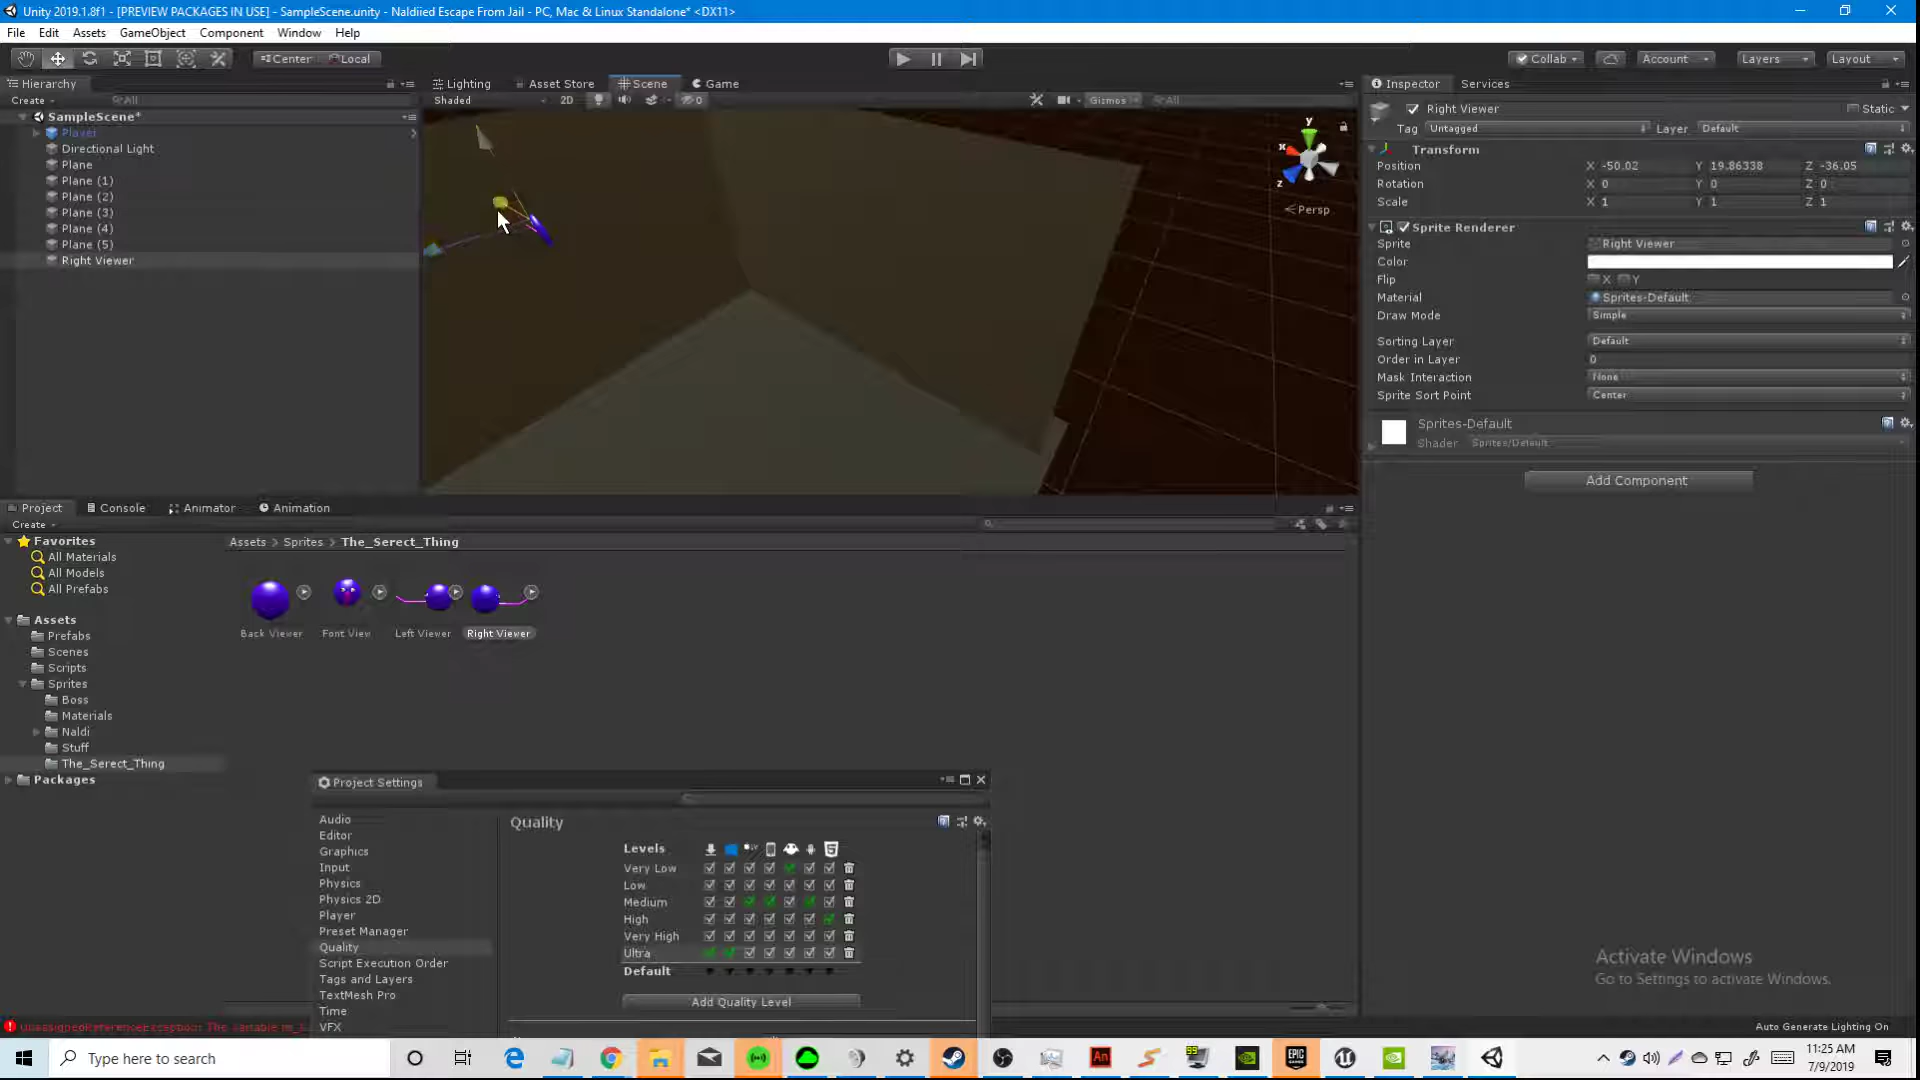 Unity 2019.1.8f1 - [PREVIEW PACKAGES IN USE] - SampleScene.unity - Naldiied Escape From Jail - PC, Mac & Linux Standalone* <DX11>
File Edit Assets GameObject Component Window Help
Center Local
Collab Account Layers Layout
Hierarchy
Create All
SampleScene*
Player
Directional Light
Plane
Plane (1)
Plane (2)
Plane (3)
Plane (4)
Plane (5)
Right Viewer
Lighting Asset Store Scene Game
Shaded 2D 0 Gizmos All
y
x
z
Persp
Inspector Services
Right Viewer Static
Tag Untagged Layer Default
Transform
Position X -50.02 Y 19.86338 Z -36.05
Rotation X 0 Y 0 Z 0
Scale X 1 Y 1 Z 1
Sprite Renderer
Sprite Right Viewer
Color
Flip X Y
Material Sprites-Default
Draw Mode Simple
Sorting Layer Default
Order in Layer 0
Mask Interaction None
Sprite Sort Point Center
Sprites-Default
Shader Sprites/Default
Add Component
Project Console Animator Animation
Create
Favorites
All Materials
All Models
All Prefabs
Assets
Prefabs
Scenes
Scripts
Sprites
Boss
Materials
Naldi
Stuff
The_Serect_Thing
Packages
Assets > Sprites > The_Serect_Thing
Back Viewer Font View Left Viewer Right Viewer
Project Settings
Audio
Editor
Graphics
Input
Physics
Physics 2D
Player
Preset Manager
Quality
Script Execution Order
Tags and Layers
TextMesh Pro
Time
VFX
Quality
Levels
Very Low
Low
Medium
High
Very High
Ultra
Default
Add Quality Level
Activate Windows
Go to Settings to activate Windows.
UnassignedReferenceException: The variable
Auto Generate Lighting On
Type here to search
11:25 AM
7/9/2019